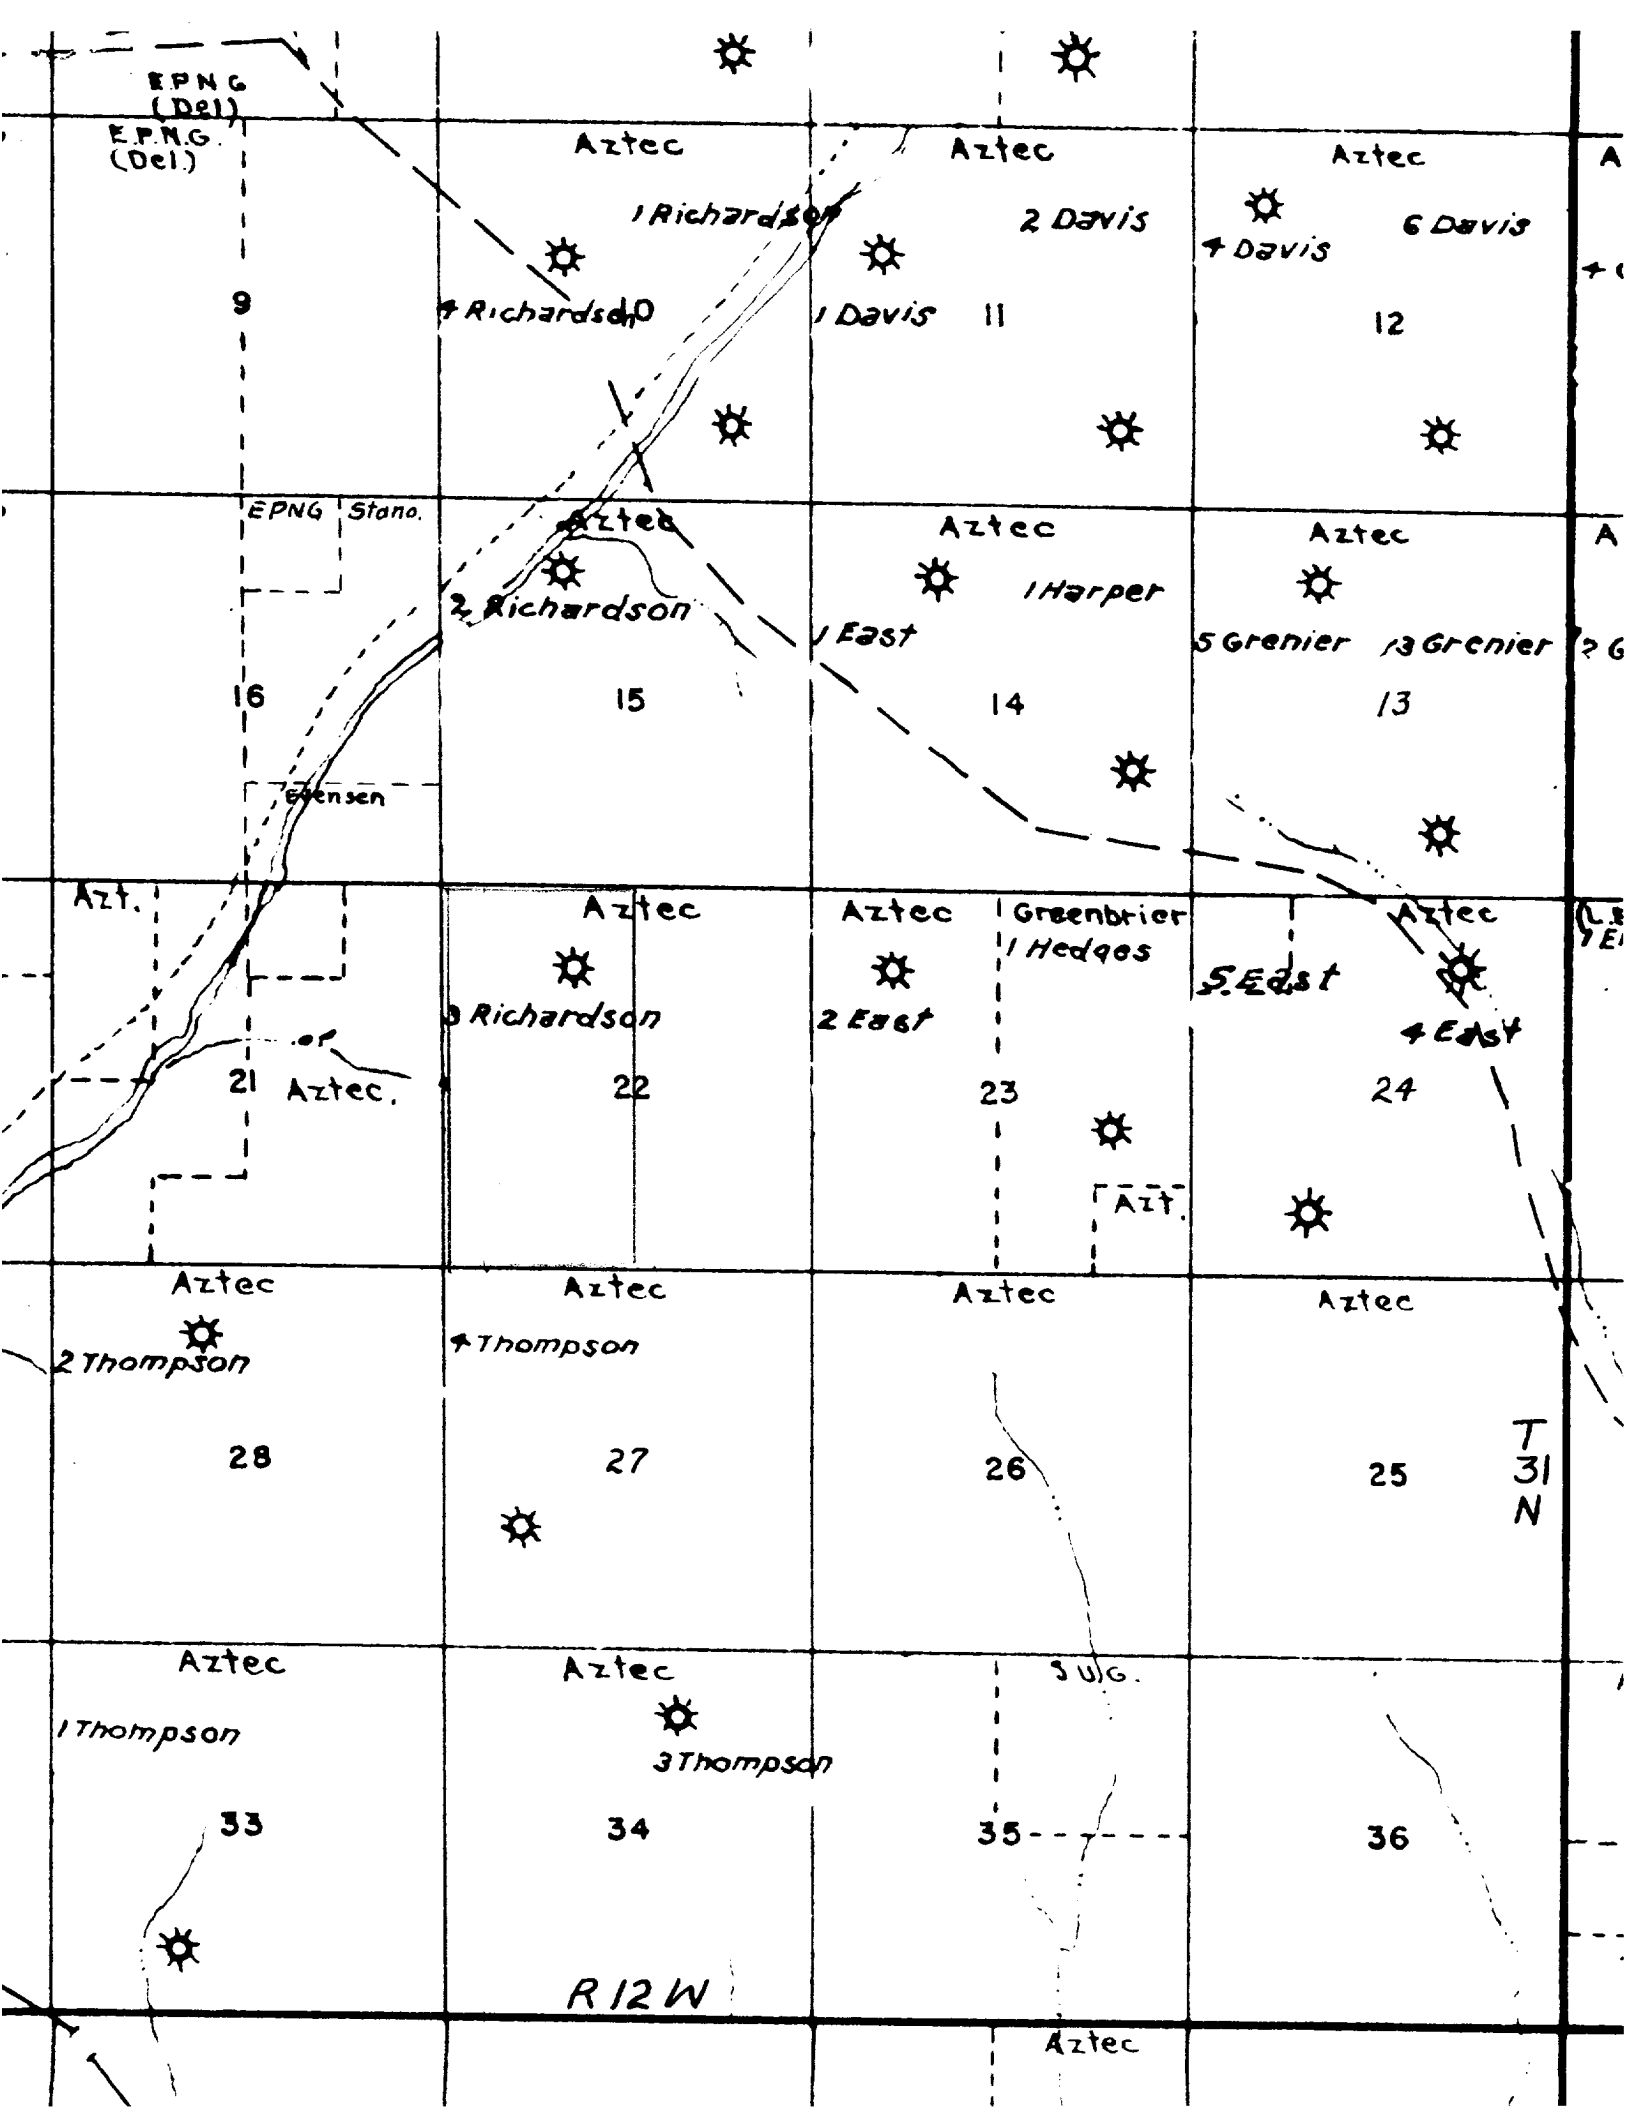 E.P.N.G
(Del)
E.P.N.G.
(Del.)
Aztec
Aztec
Aztec
A
1 Richardson
2 Davis
4 Davis
6 Davis
4 Richardson
10
1 Davis
11
9
12
EPNG
Stano.
Aztec
Aztec
Aztec
A
2 Richardson
1 Harper
1 East
5 Grenier
13 Grenier
2 G
16
15
14
13
Azt.
Aztec
Aztec
Greenbrier
Aztec
1 Hedges
5 East
3 Richardson
2 East
4 East
21
Aztec.
22
23
24
Azt.
Aztec
Aztec
Aztec
Aztec
2 Thompson
4 Thompson
28
27
26
25
T
31
N
Aztec
Aztec
S.U.G.
1 Thompson
3 Thompson
33
34
35
36
R 12 W
Aztec